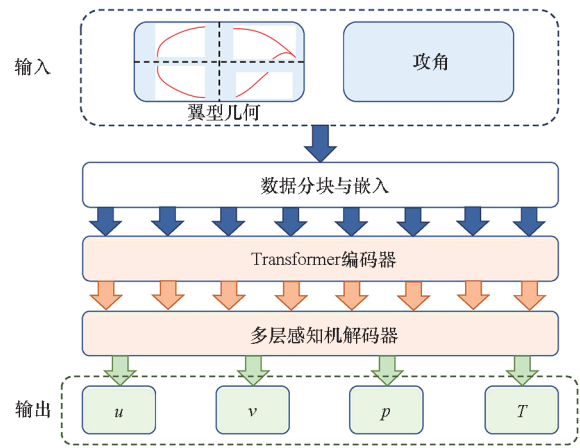 输入
攻角
翼型几何
数据分块与嵌入
Transformer编码器
多层感知机解码器
输出
u
v
p
T